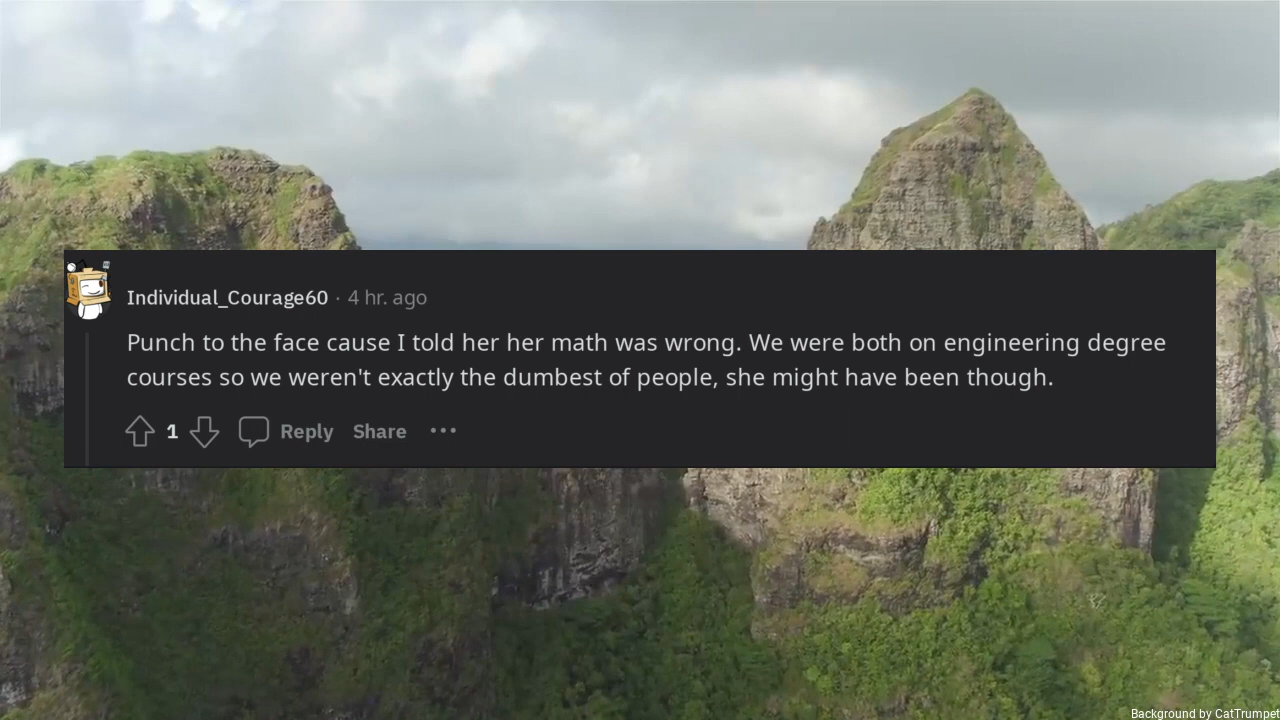 Individual_Courage60 · 4 hr. ago
Punch to the face cause I told her her math was wrong. We were both on engineering degree
courses so we weren't exactly the dumbest of people, she might have been though.
1 Reply Share ···
Background by CatTrumpet